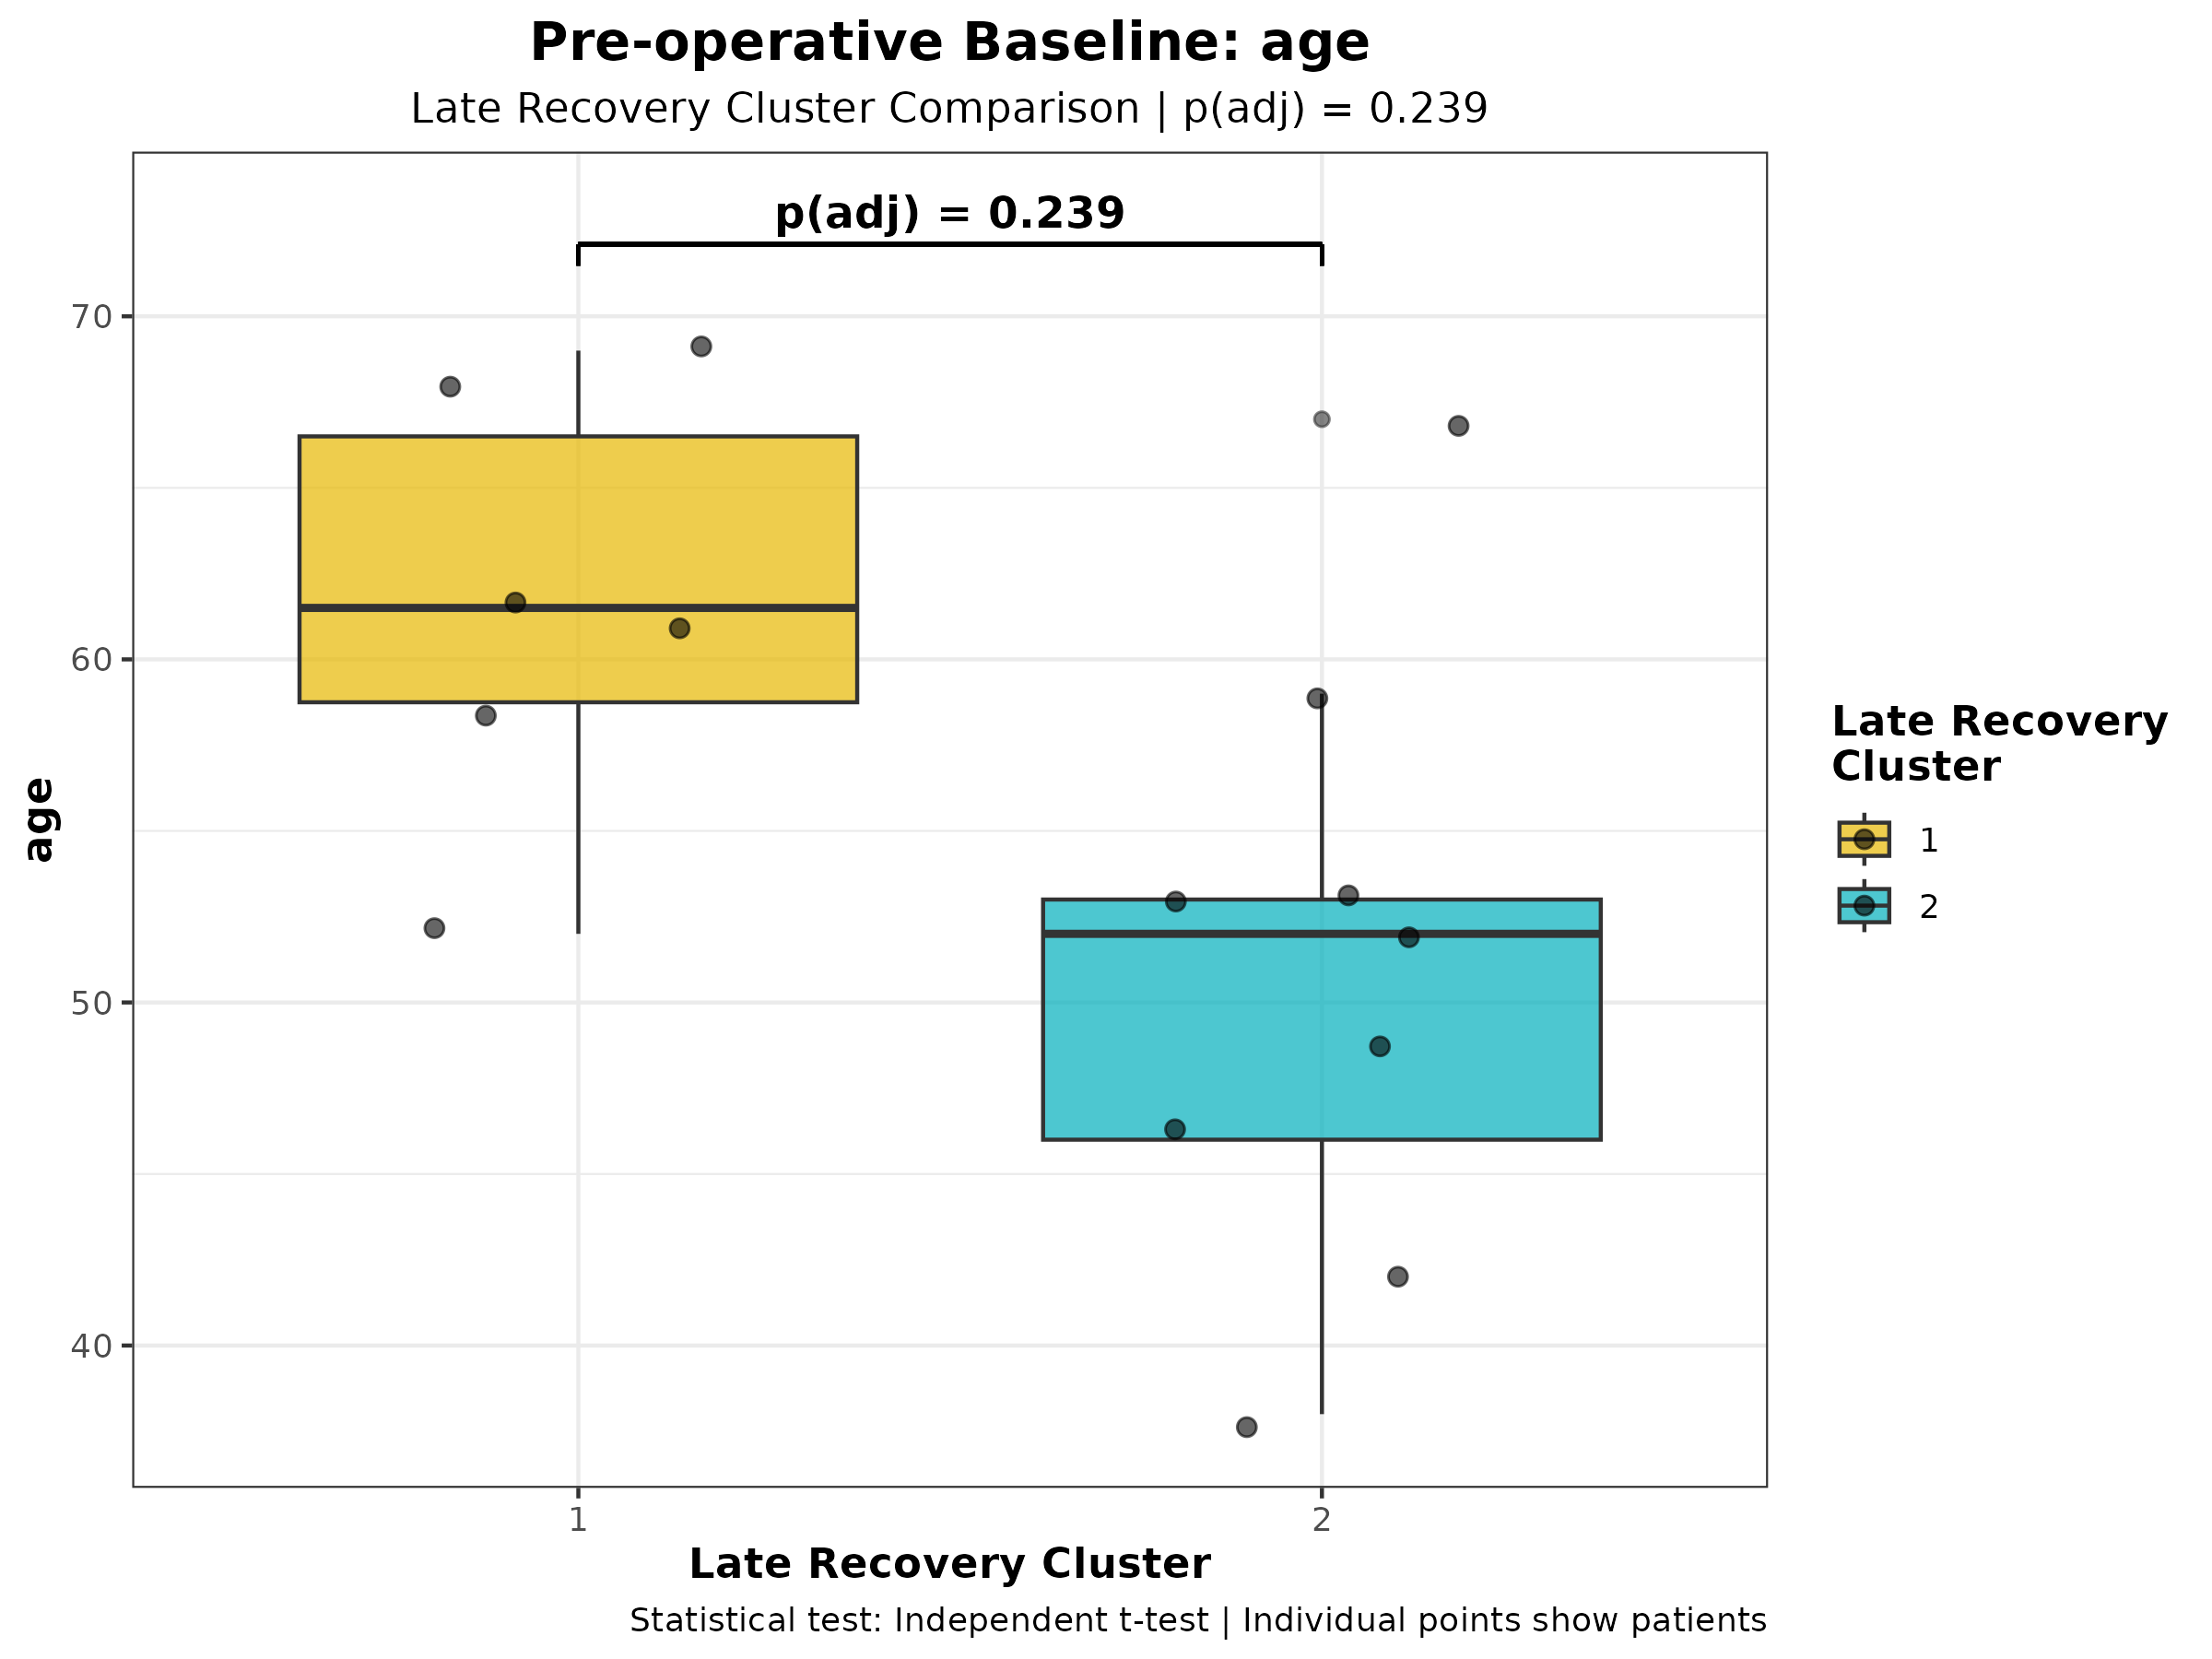 Pre-operative Baseline: age
Late Recovery Cluster Comparison | p(adj) = 0.239
p(adj) = 0.239
70
60
50
40
age
1
2
Late Recovery Cluster
Statistical test: Independent t-test | Individual points show patients
Late Recovery
Cluster
1
2